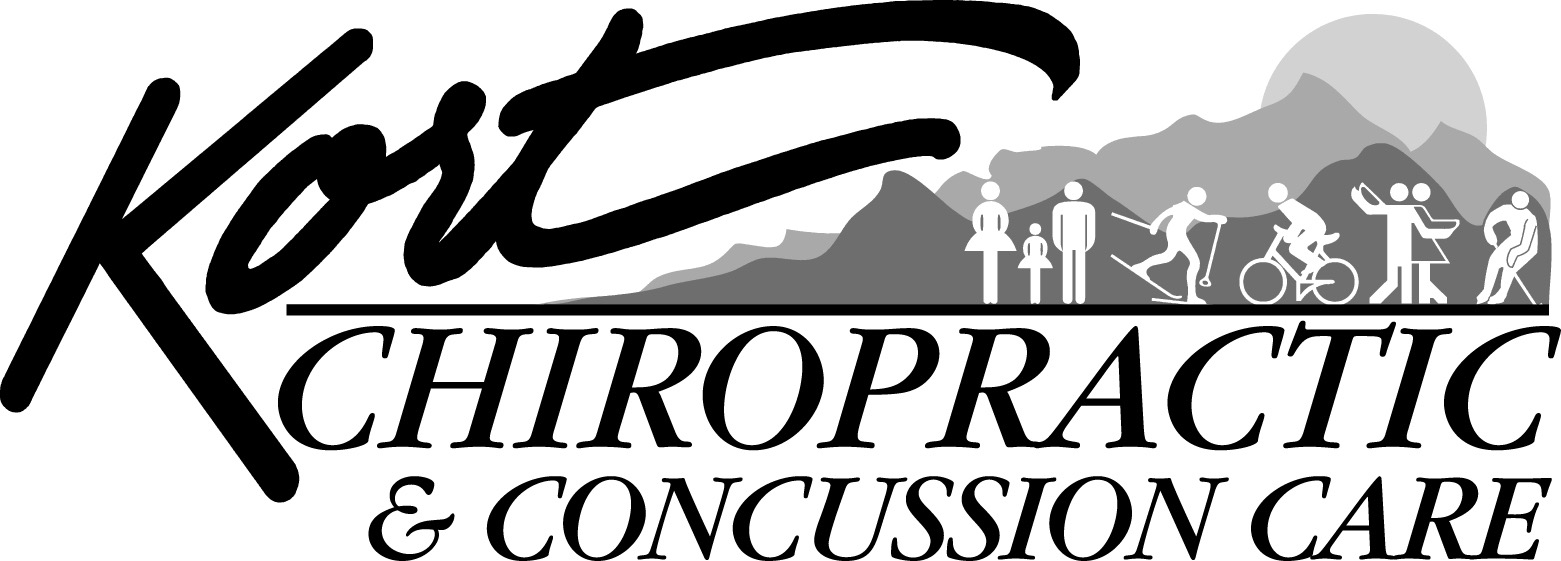 Kort
CHIROPRACTIC
& CONCUSSION CARE